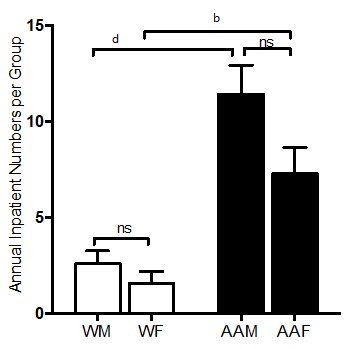 b
15
d
ns
10
Annual Inpatient Numbers per Group
5
ns
0
WM WF AAM AAF